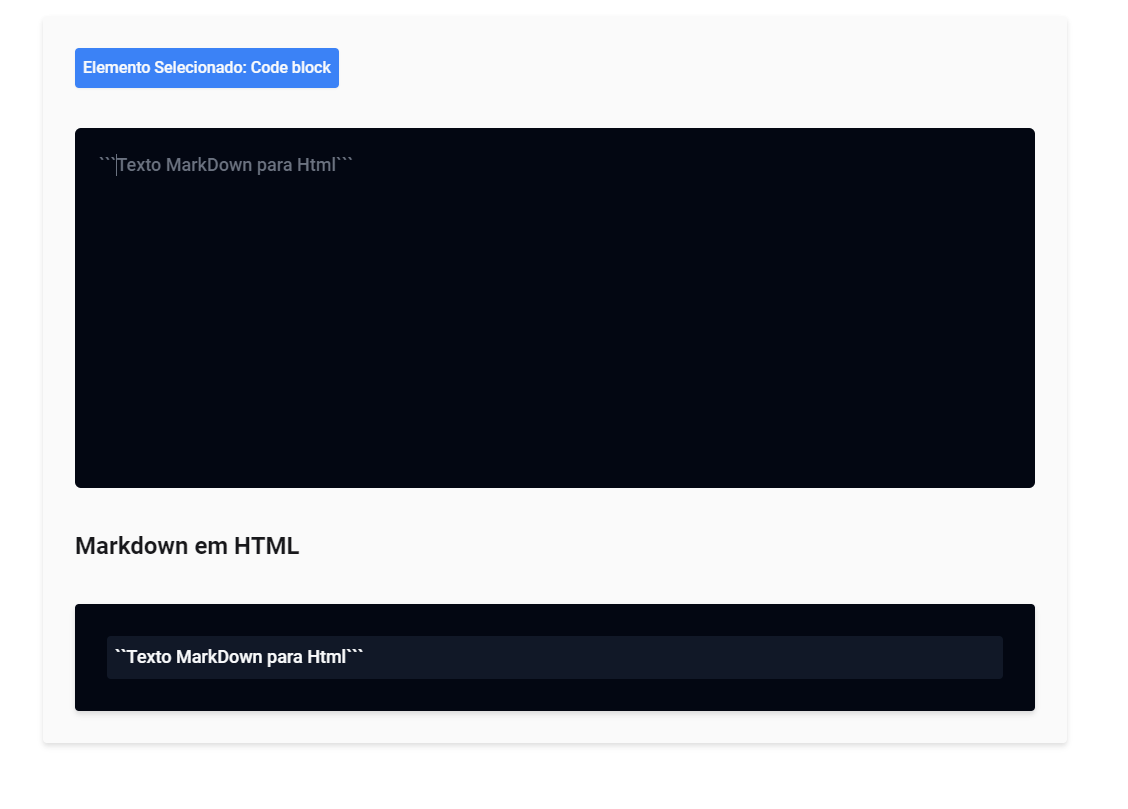 Elemento Selecionado: Code block
```Texto MarkDown para Html```
Markdown em HTML
``Texto MarkDown para Html```